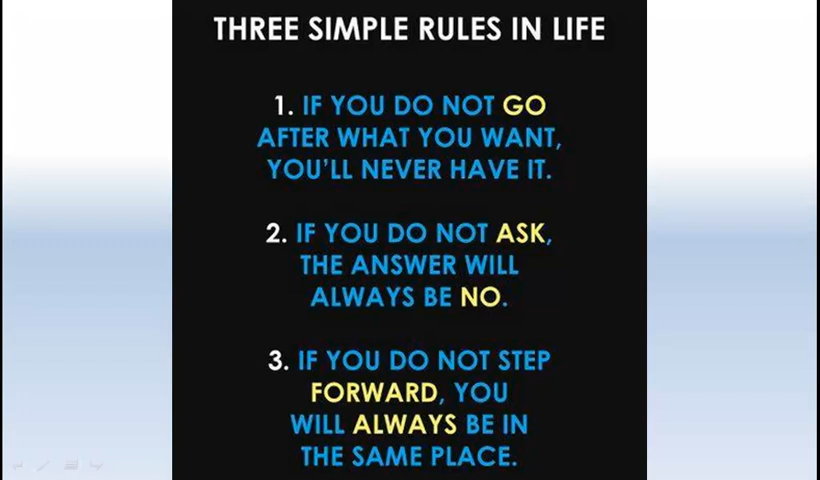 THREE SIMPLE RULES IN LIFE
1. IF YOU DO NOT GO
AFTER WHAT YOU WANT,
YOU'LL NEVER HAVE IT.
2. IF YOU DO NOT ASK,
THE ANSWER WILL
ALWAYS BE NO.
3. IF YOU DO NOT STEP
FORWARD, YOU
WILL ALWAYS BE IN
THE SAME PLACE.